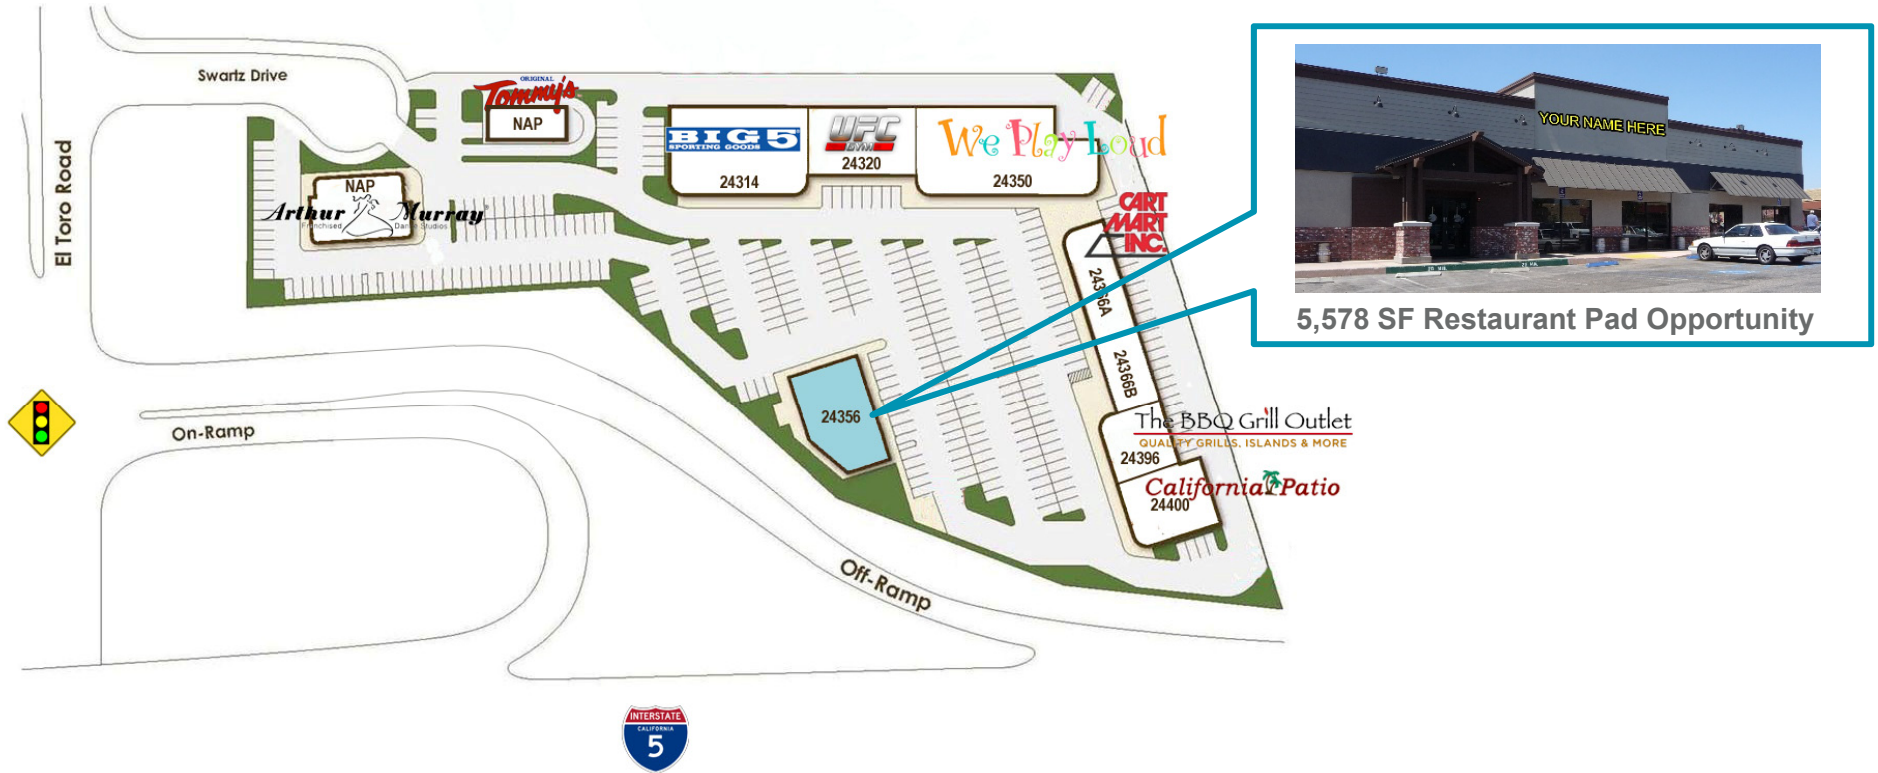 Swartz Drive
El Toro Road
ORIGINAL
Tommy's
NAP
BIG 5
SPORTING GOODS
24314
UFC
GYM
24320
We Play Loud
24350
NAP
Arthur Murray
Franchised Dance Studios
CART
MART
INC.
24366A
24366B
24356
The BBQ Grill Outlet
QUALITY GRILLS, ISLANDS & MORE
24396
California Patio
24400
On-Ramp
Off-Ramp
INTERSTATE
CALIFORNIA
5
YOUR NAME HERE
5,578 SF Restaurant Pad Opportunity